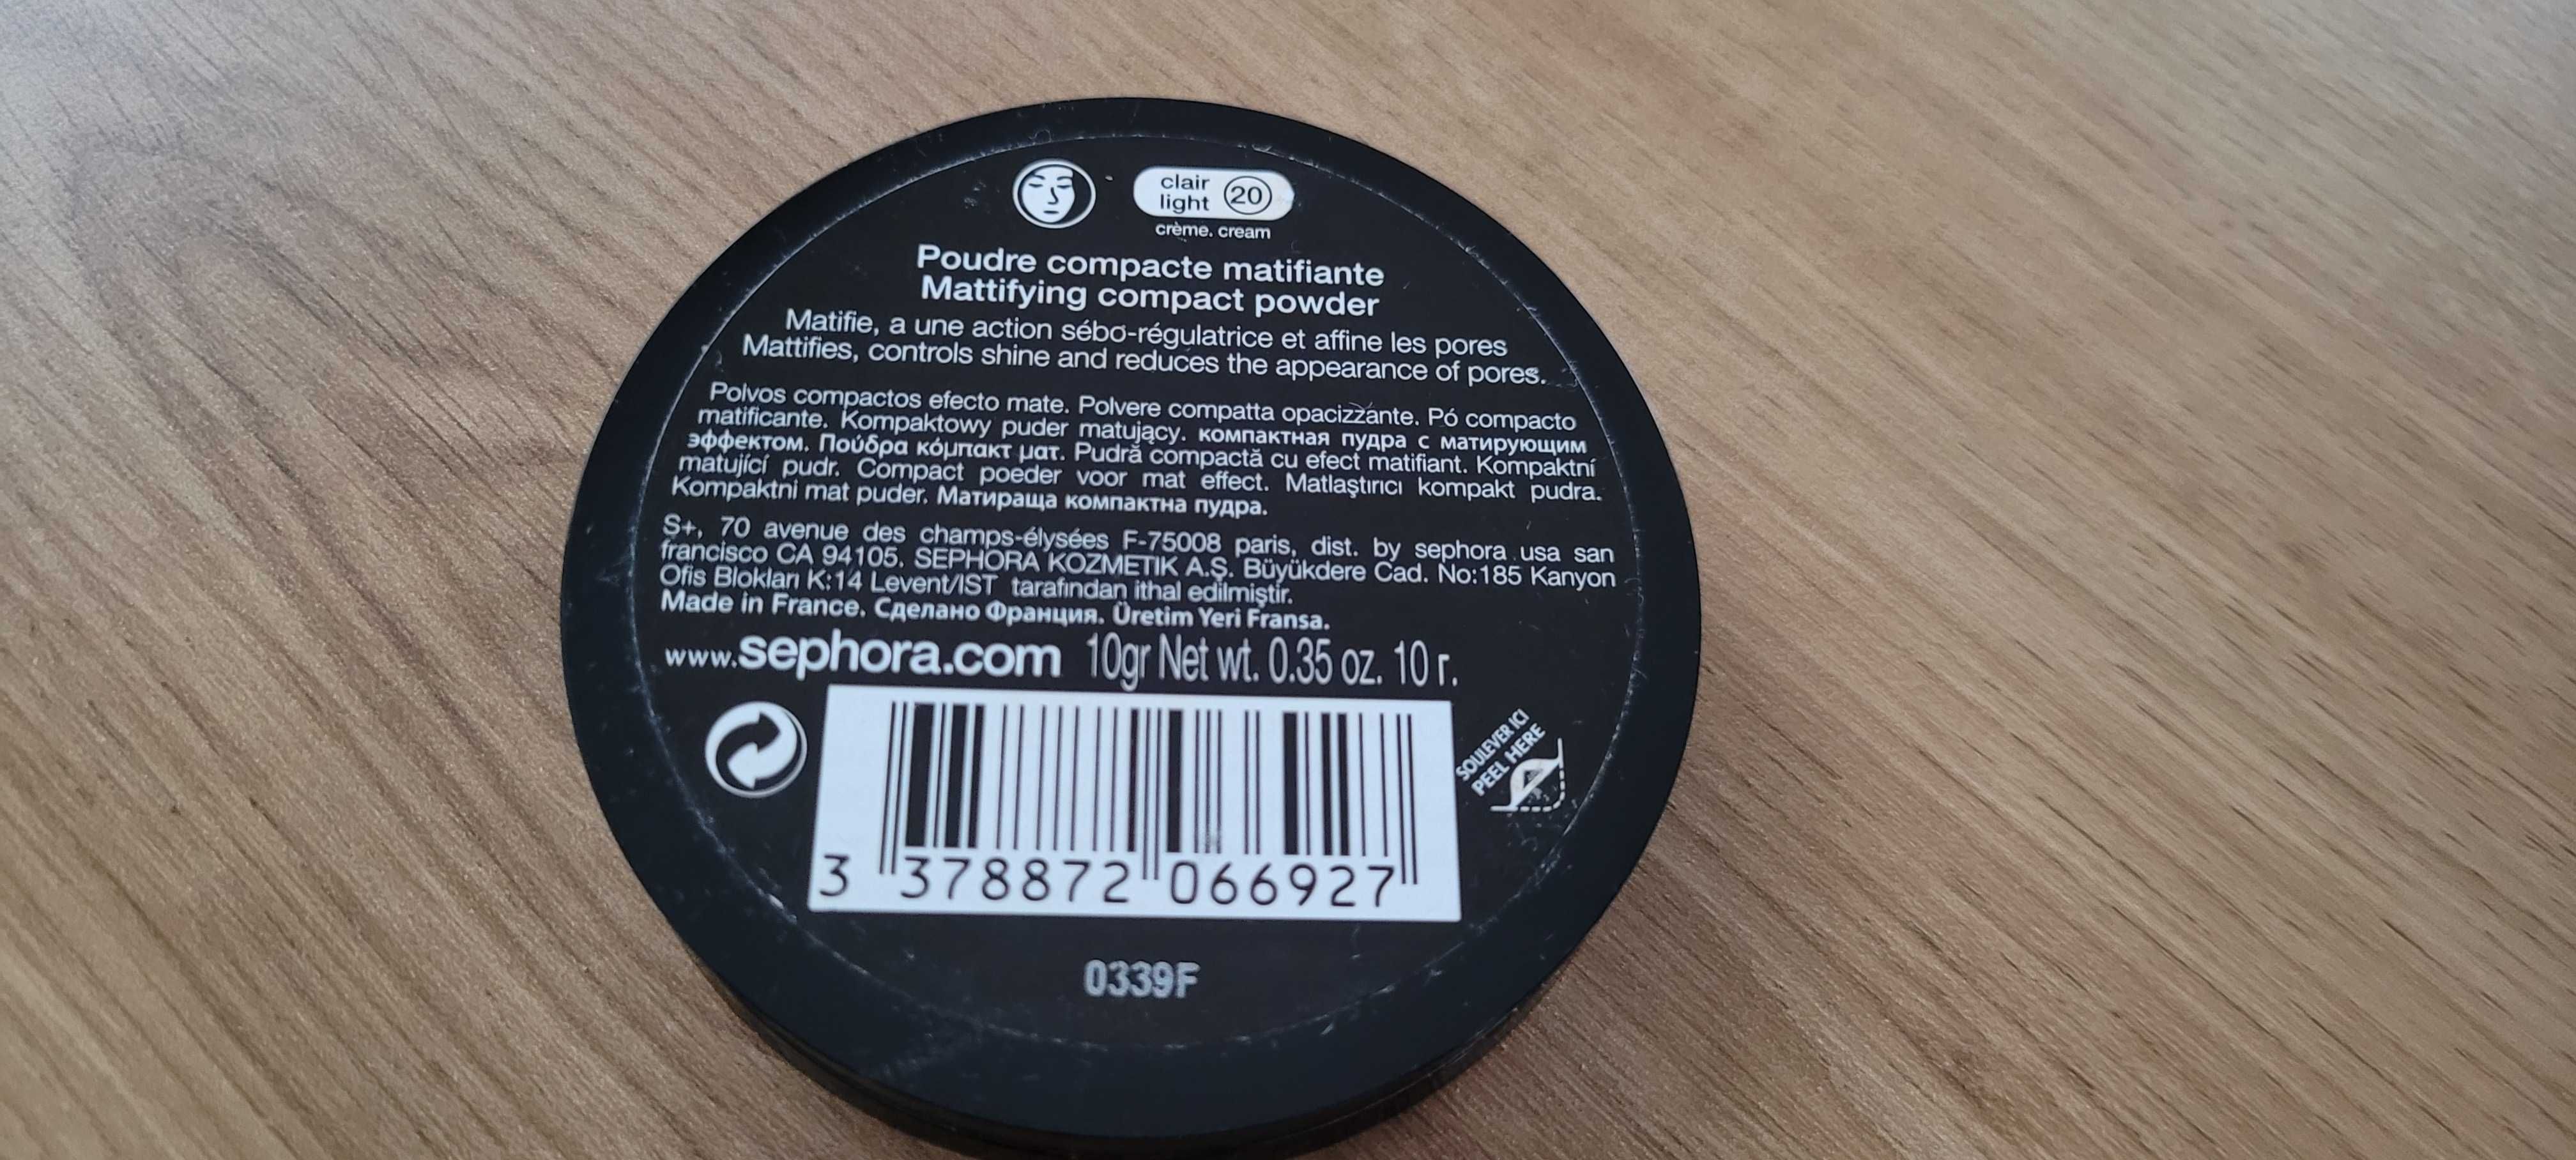 clair
light 20
crème. cream
Poudre compacte matifiante
Mattifying compact powder
Matifie, a une action sébo-régulatrice et affine les pores
Mattifies, controls shine and reduces the appearance of pores.
Polvos compactos efecto mate. Polvere compatta opacizzante. Pó compacto
matificante. Kompaktowy puder matujący. компактная пудра с матирующим
эффектом. Πούδρα κόμπακτ ματ. Pudră compactă cu efect matifiant. Kompaktní
matující pudr. Compact poeder voor mat effect. Matlaştırıcı kompakt pudra.
Kompaktni mat puder. Матираща компактна пудра.
S+, 70 avenue des champs-élysées F-75008 paris, dist. by sephora usa san
francisco CA 94105. SEPHORA KOZMETIK A.Ş. Büyükdere Cad. No:185 Kanyon
Ofis Blokları K:14 Levent/IST tarafından ithal edilmiştir.
Made in France. Сделано Франция. Üretim Yeri Fransa.
www.sephora.com 10gr Net wt. 0.35 oz. 10 г.
SOULEVER ICI
PEEL HERE
3 378872 066927
0339F